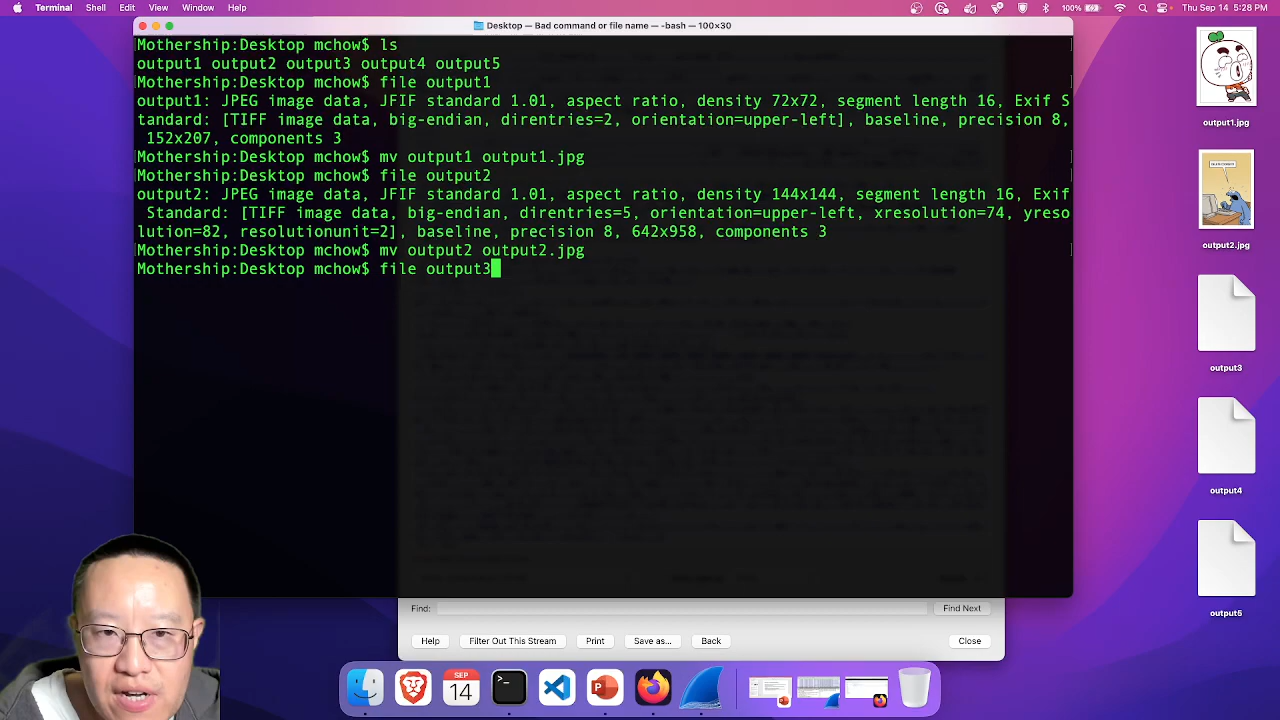 Terminal Shell Edit View Window Help 100% Thu Sep 14 5:28 PM
Desktop — Bad command or file name — -bash — 100×30
Mothership:Desktop mchow$ ls
output1 output2 output3 output4 output5
Mothership:Desktop mchow$ file output1
output1: JPEG image data, JFIF standard 1.01, aspect ratio, density 72x72, segment length 16, Exif S
tandard: [TIFF image data, big-endian, direntries=2, orientation=upper-left], baseline, precision 8,
152x207, components 3
Mothership:Desktop mchow$ mv output1 output1.jpg
Mothership:Desktop mchow$ file output2
output2: JPEG image data, JFIF standard 1.01, aspect ratio, density 144x144, segment length 16, Exif
Standard: [TIFF image data, big-endian, direntries=5, orientation=upper-left, xresolution=74, yreso
lution=82, resolutionunit=2], baseline, precision 8, 642x958, components 3
Mothership:Desktop mchow$ mv output2 output2.jpg
Mothership:Desktop mchow$ file output3
output1.jpg
output2.jpg
output3
output4
output5
Find: Find Next
Help Filter Out This Stream Print Save as... Back Close
SEP
14